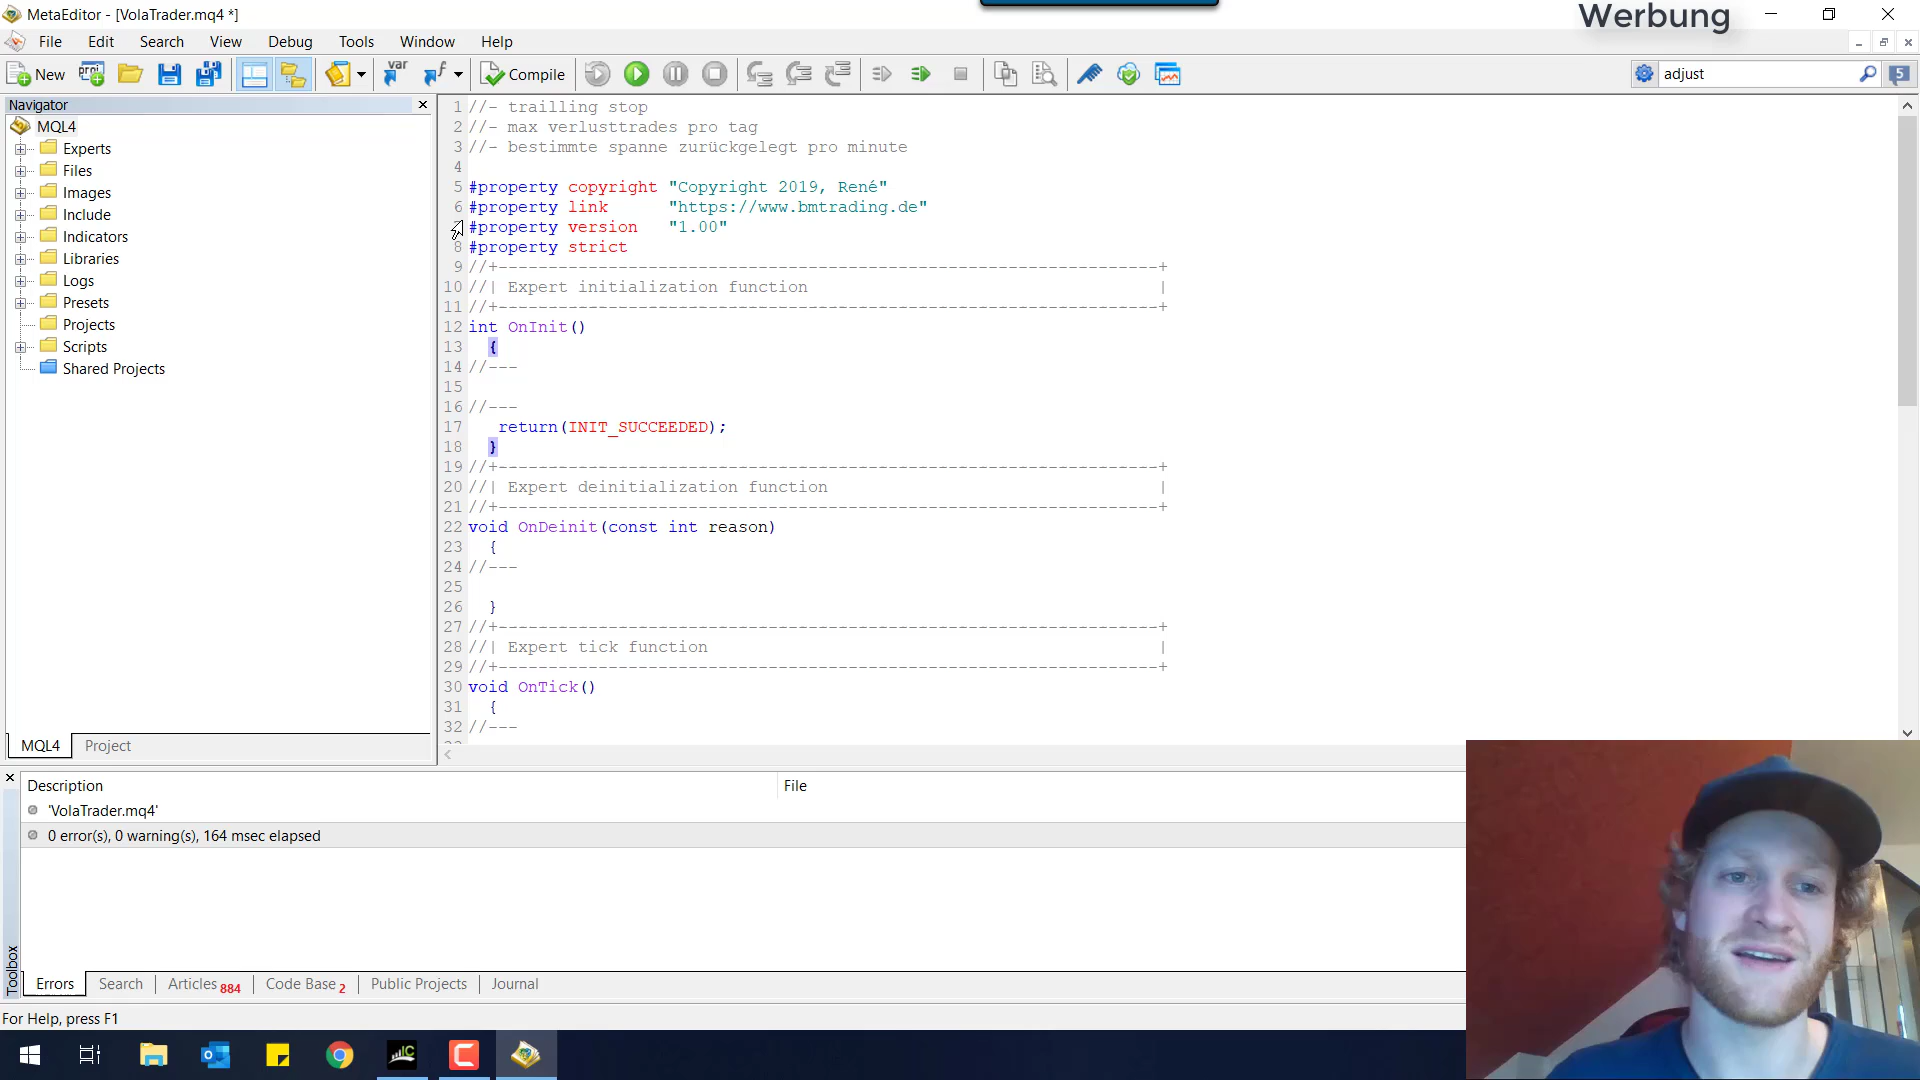 MetaEditor - [VolaTrader.mq4 *]
Werbung
File Edit Search View Debug Tools Window Help
New
var
f
Compile
adjust
5
Navigator
MQL4
Experts
Files
Images
Include
Indicators
Libraries
Logs
Presets
Projects
Scripts
Shared Projects
MQL4 Project
1 //- trailling stop
2 //- max verlusttrades pro tag
3 //- bestimmte spanne zurückgelegt pro minute
4
5 #property copyright "Copyright 2019, René"
6 #property link "https://www.bmtrading.de"
#property version "1.00"
8 #property strict
9 //+------------------------------------------------------------------+
10 //| Expert initialization function |
11 //+------------------------------------------------------------------+
12 int OnInit()
13 {
14 //---
15
16 //---
17 return(INIT_SUCCEEDED);
18 }
19 //+------------------------------------------------------------------+
20 //| Expert deinitialization function |
21 //+------------------------------------------------------------------+
22 void OnDeinit(const int reason)
23 {
24 //---
25
26 }
27 //+------------------------------------------------------------------+
28 //| Expert tick function |
29 //+------------------------------------------------------------------+
30 void OnTick()
31 {
32 //---
Description File
'VolaTrader.mq4'
0 error(s), 0 warning(s), 164 msec elapsed
Toolbox
Errors Search Articles 884 Code Base 2 Public Projects Journal
For Help, press F1